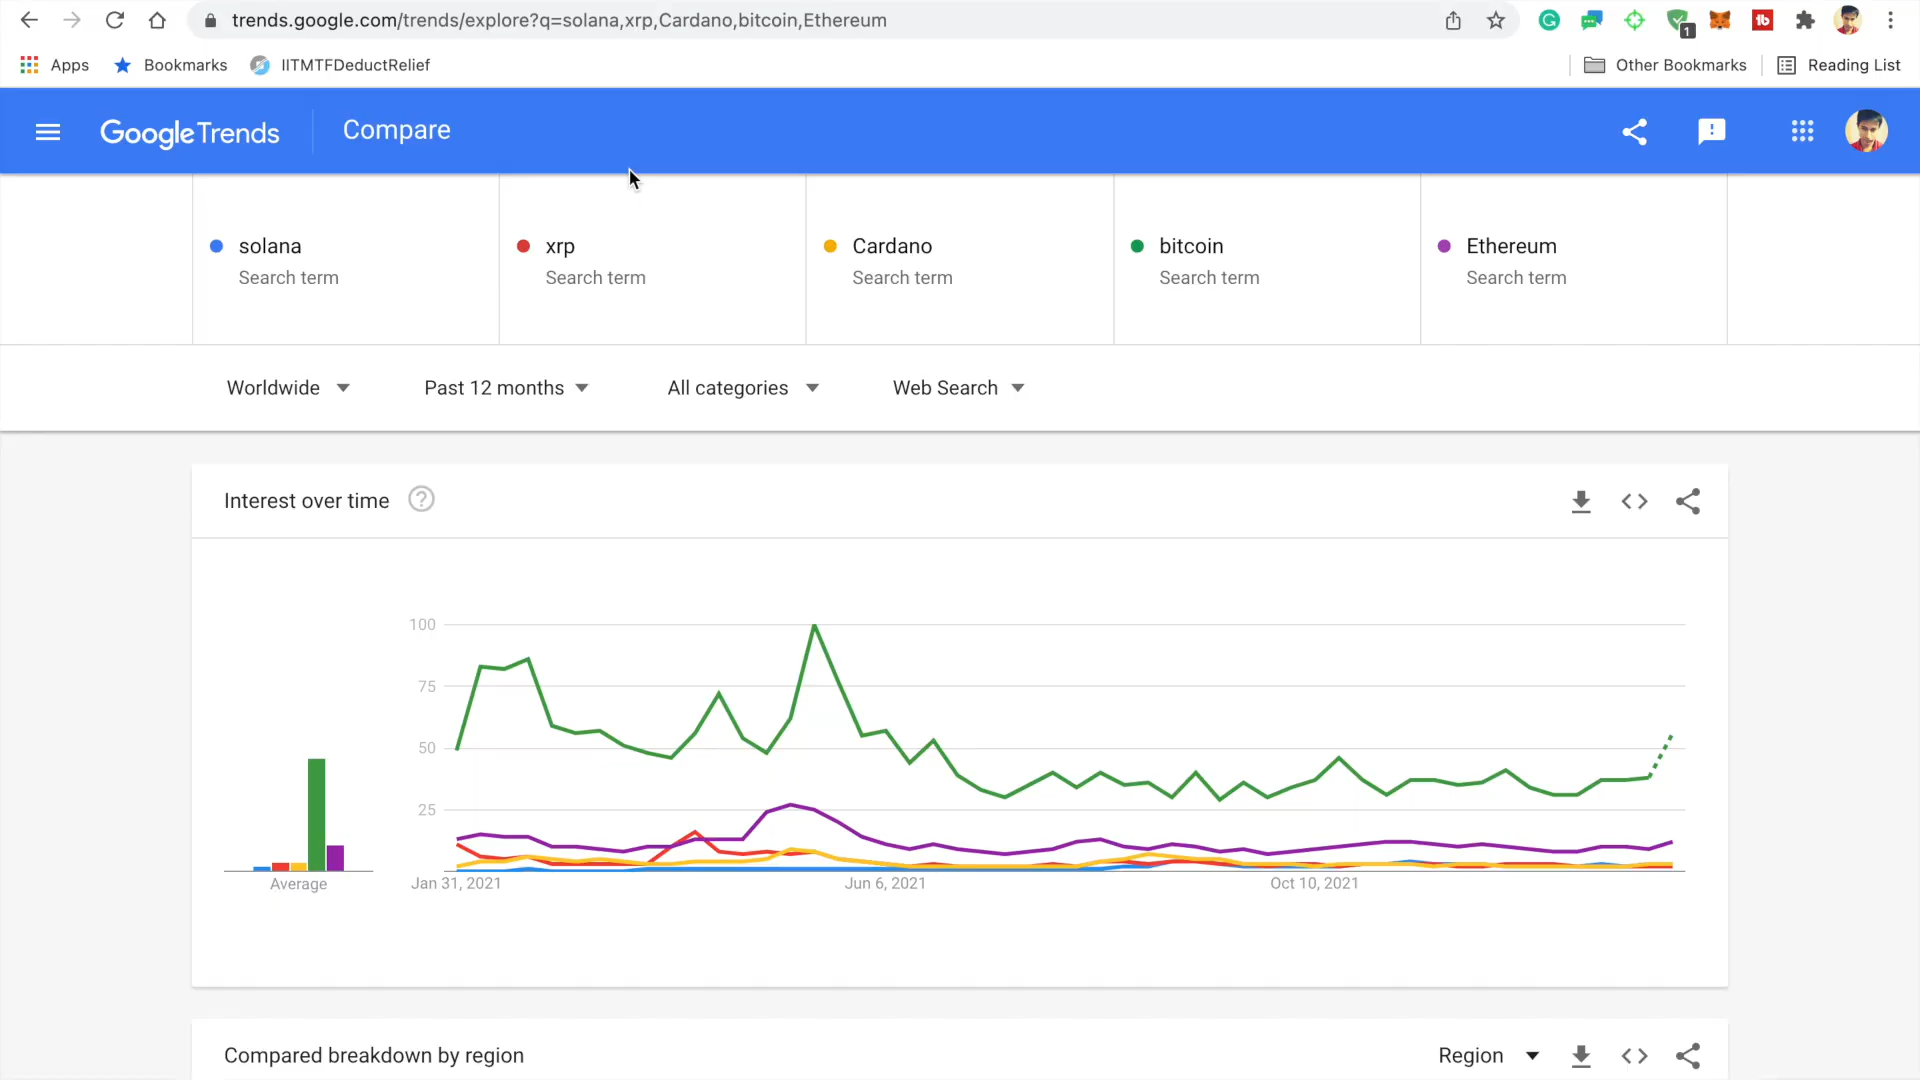 trends.google.com/trends/explore?q=solana,xrp,Cardano,bitcoin,Ethereum
1
Apps
Bookmarks
IITMTFDeductRelief
Other Bookmarks
Reading List
Google Trends
Compare
solana
Search term
xrp
Search term
Cardano
Search term
bitcoin
Search term
Ethereum
Search term
Worldwide
Past 12 months
All categories
Web Search
Interest over time
100
75
50
25
Average
Jan 31, 2021
Jun 6, 2021
Oct 10, 2021
Compared breakdown by region
Region